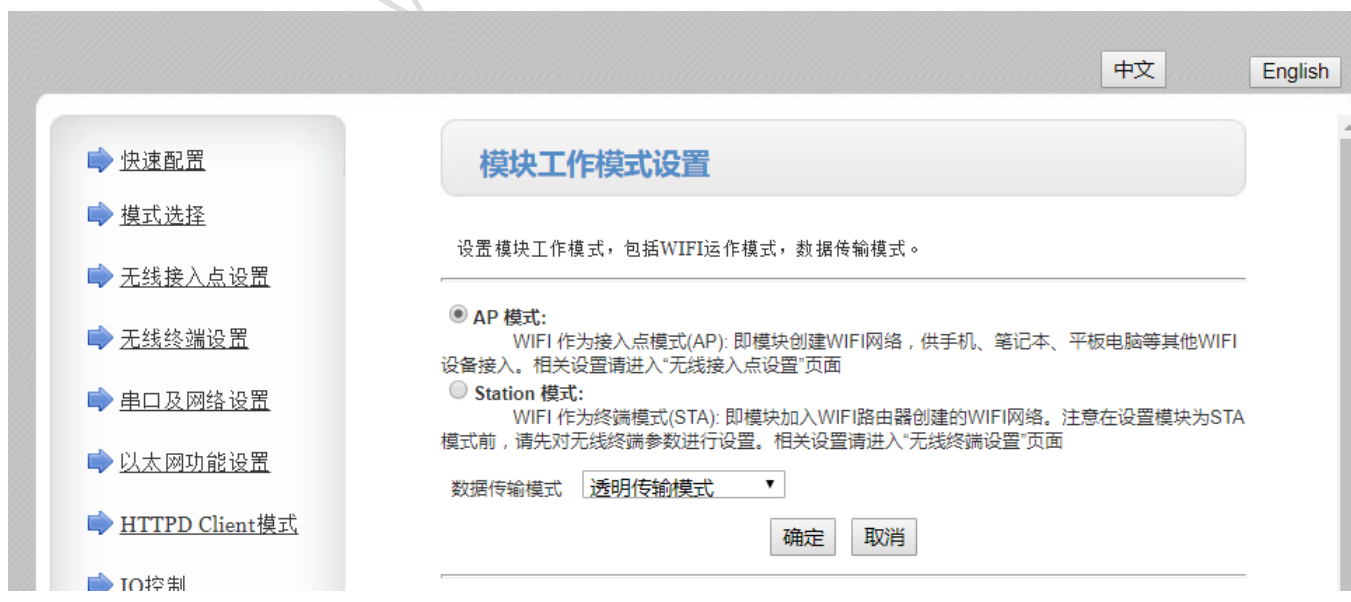 中文
English
快速配置
模式选择
无线接入点设置
无线终端设置
串口及网络设置
以太网功能设置
HTTPD Client模式
IO控制
模块工作模式设置
设置模块工作模式，包括WIFI运作模式，数据传输模式。
AP 模式:
WIFI 作为接入点模式(AP): 即模块创建WIFI网络，供手机、笔记本、平板电脑等其他WIFI
设备接入。相关设置请进入“无线接入点设置”页面
Station 模式:
WIFI 作为终端模式(STA): 即模块加入WIFI路由器创建的WIFI网络。注意在设置模块为STA
模式前，请先对无线终端参数进行设置。相关设置请进入“无线终端设置”页面
数据传输模式 透明传输模式
确定 取消